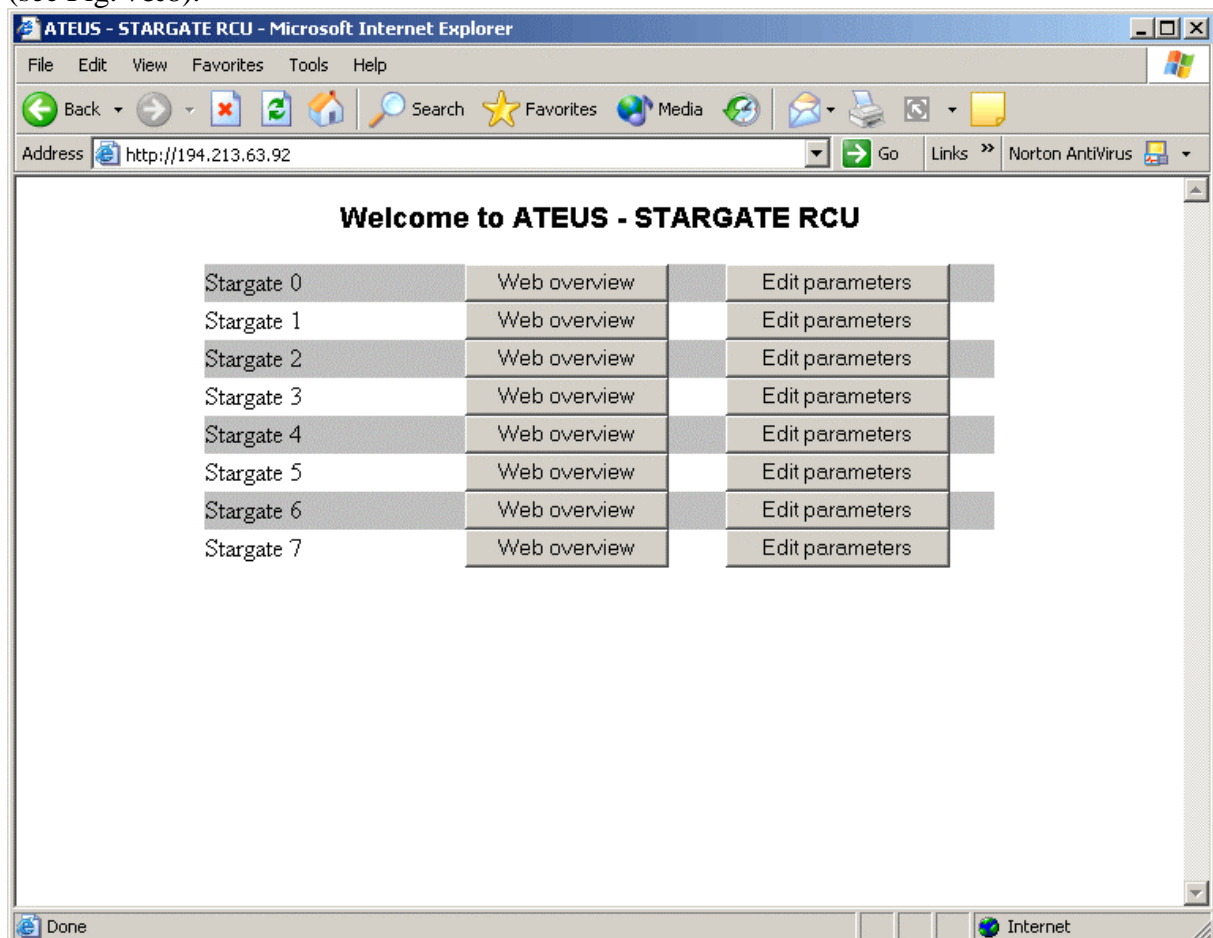 ATEUS - STARGATE RCU - Microsoft Internet Explorer
File Edit View Favorites Tools Help
Back Search Favorites Media
Address http://194.213.63.92 Go Links » Norton AntiVirus
Welcome to ATEUS - STARGATE RCU
Stargate 0 Web overview Edit parameters
Stargate 1 Web overview Edit parameters
Stargate 2 Web overview Edit parameters
Stargate 3 Web overview Edit parameters
Stargate 4 Web overview Edit parameters
Stargate 5 Web overview Edit parameters
Stargate 6 Web overview Edit parameters
Stargate 7 Web overview Edit parameters
Done Internet